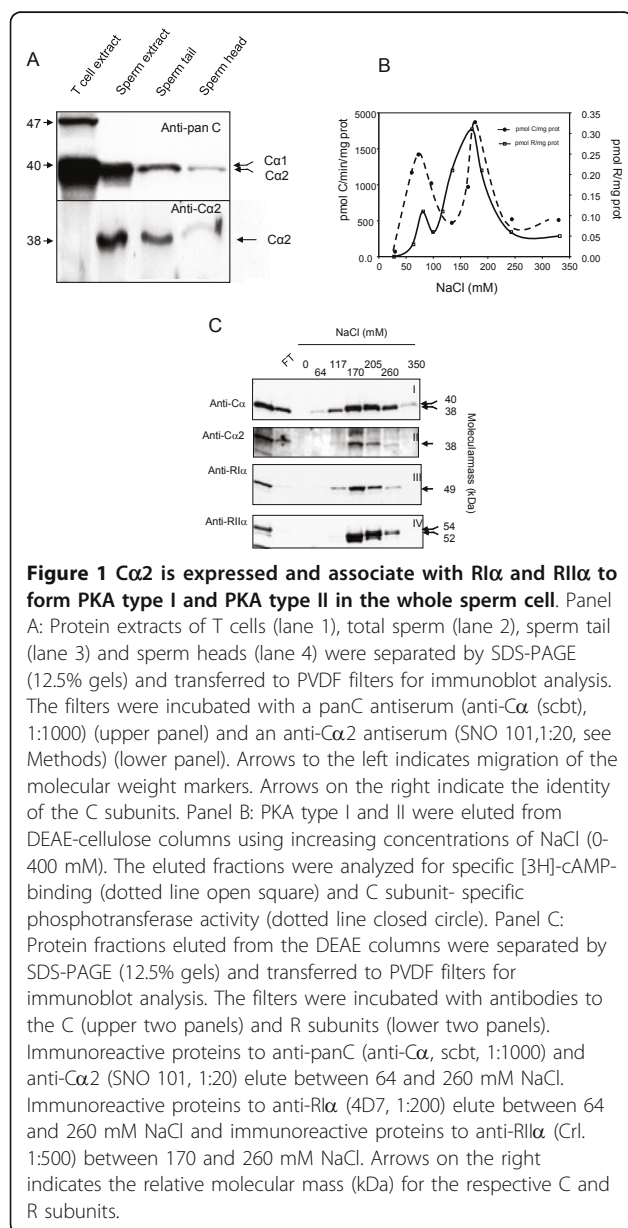 A
T cell extract
Sperm extract
Sperm tail
Sperm head
47
Anti-pan C
40
Cα1
Cα2
Anti-Cα2
38
Cα2
B
pmol C/min/mg prot
5000
1500
1000
500
0.0
pmol C/mg prot
pmol R/mg prot
0.35
0.30
0.25
0.20
0.15
0.10
0.05
0.00
pmol R/mg prot
0 50 100 150 200 250 300 350
NaCl (mM)
C
NaCl (mM)
FT 0 64 117 170 205 260 350
Anti-Cα
I
40
38
Anti-Cα2
II
38
Anti-RIα
III
49
Anti-RIIα
IV
54
52
Molecularmass (kDa)
Figure 1 Cα2 is expressed and associate with RIα and RIIα to
form PKA type I and PKA type II in the whole sperm cell. Panel
A: Protein extracts of T cells (lane 1), total sperm (lane 2), sperm tail
(lane 3) and sperm heads (lane 4) were separated by SDS-PAGE
(12.5% gels) and transferred to PVDF filters for immunoblot analysis.
The filters were incubated with a panC antiserum (anti-Cα (scbt),
1:1000) (upper panel) and an anti-Cα2 antiserum (SNO 101,1:20, see
Methods) (lower panel). Arrows to the left indicates migration of the
molecular weight markers. Arrows on the right indicate the identity
of the C subunits. Panel B: PKA type I and II were eluted from
DEAE-cellulose columns using increasing concentrations of NaCl (0-
400 mM). The eluted fractions were analyzed for specific [3H]-cAMP-
binding (dotted line open square) and C subunit- specific
phosphotransferase activity (dotted line closed circle). Panel C:
Protein fractions eluted from the DEAE columns were separated by
SDS-PAGE (12.5% gels) and transferred to PVDF filters for
immunoblot analysis. The filters were incubated with antibodies to
the C (upper two panels) and R subunits (lower two panels).
Immunoreactive proteins to anti-panC (anti-Cα, scbt, 1:1000) and
anti-Cα2 (SNO 101, 1:20) elute between 64 and 260 mM NaCl.
Immunoreactive proteins to anti-RIα (4D7, 1:200) elute between 64
and 260 mM NaCl and immunoreactive proteins to anti-RIIα (Crl.
1:500) between 170 and 260 mM NaCl. Arrows on the right
indicates the relative molecular mass (kDa) for the respective C and
R subunits.